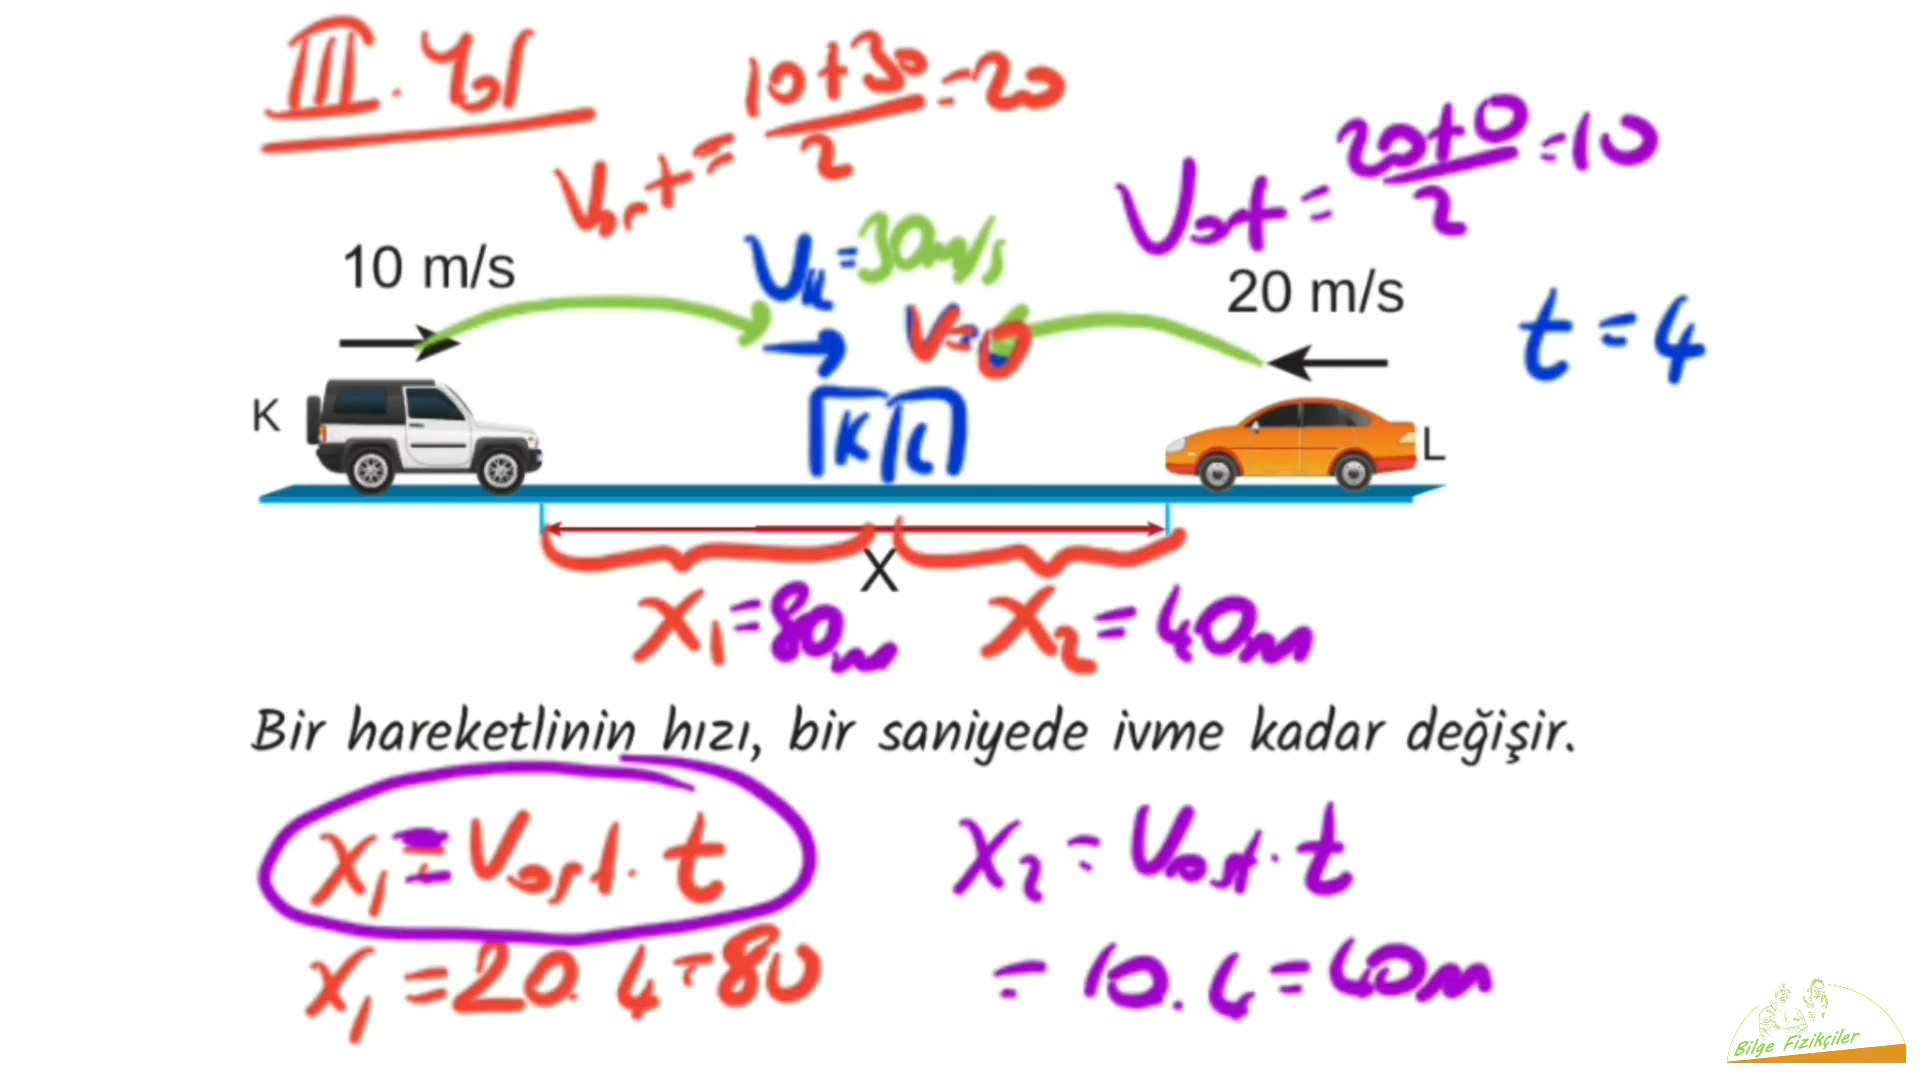 III. Yol
Vort = 10+30 / 2 = 20
Vort = 20+0 / 2 = 10
10 m/s
VK = 30m/s
V=0
20 m/s
t = 4
K
K L
L
X
X1 = 80m
X2 = 40m
Bir hareketlinin hızı, bir saniyede ivme kadar değişir.
X1 = Vort . t
X2 = Vort . t
X1 = 20 . 4 = 80
= 10 . 4 = 40m
Bilge Fizikçiler